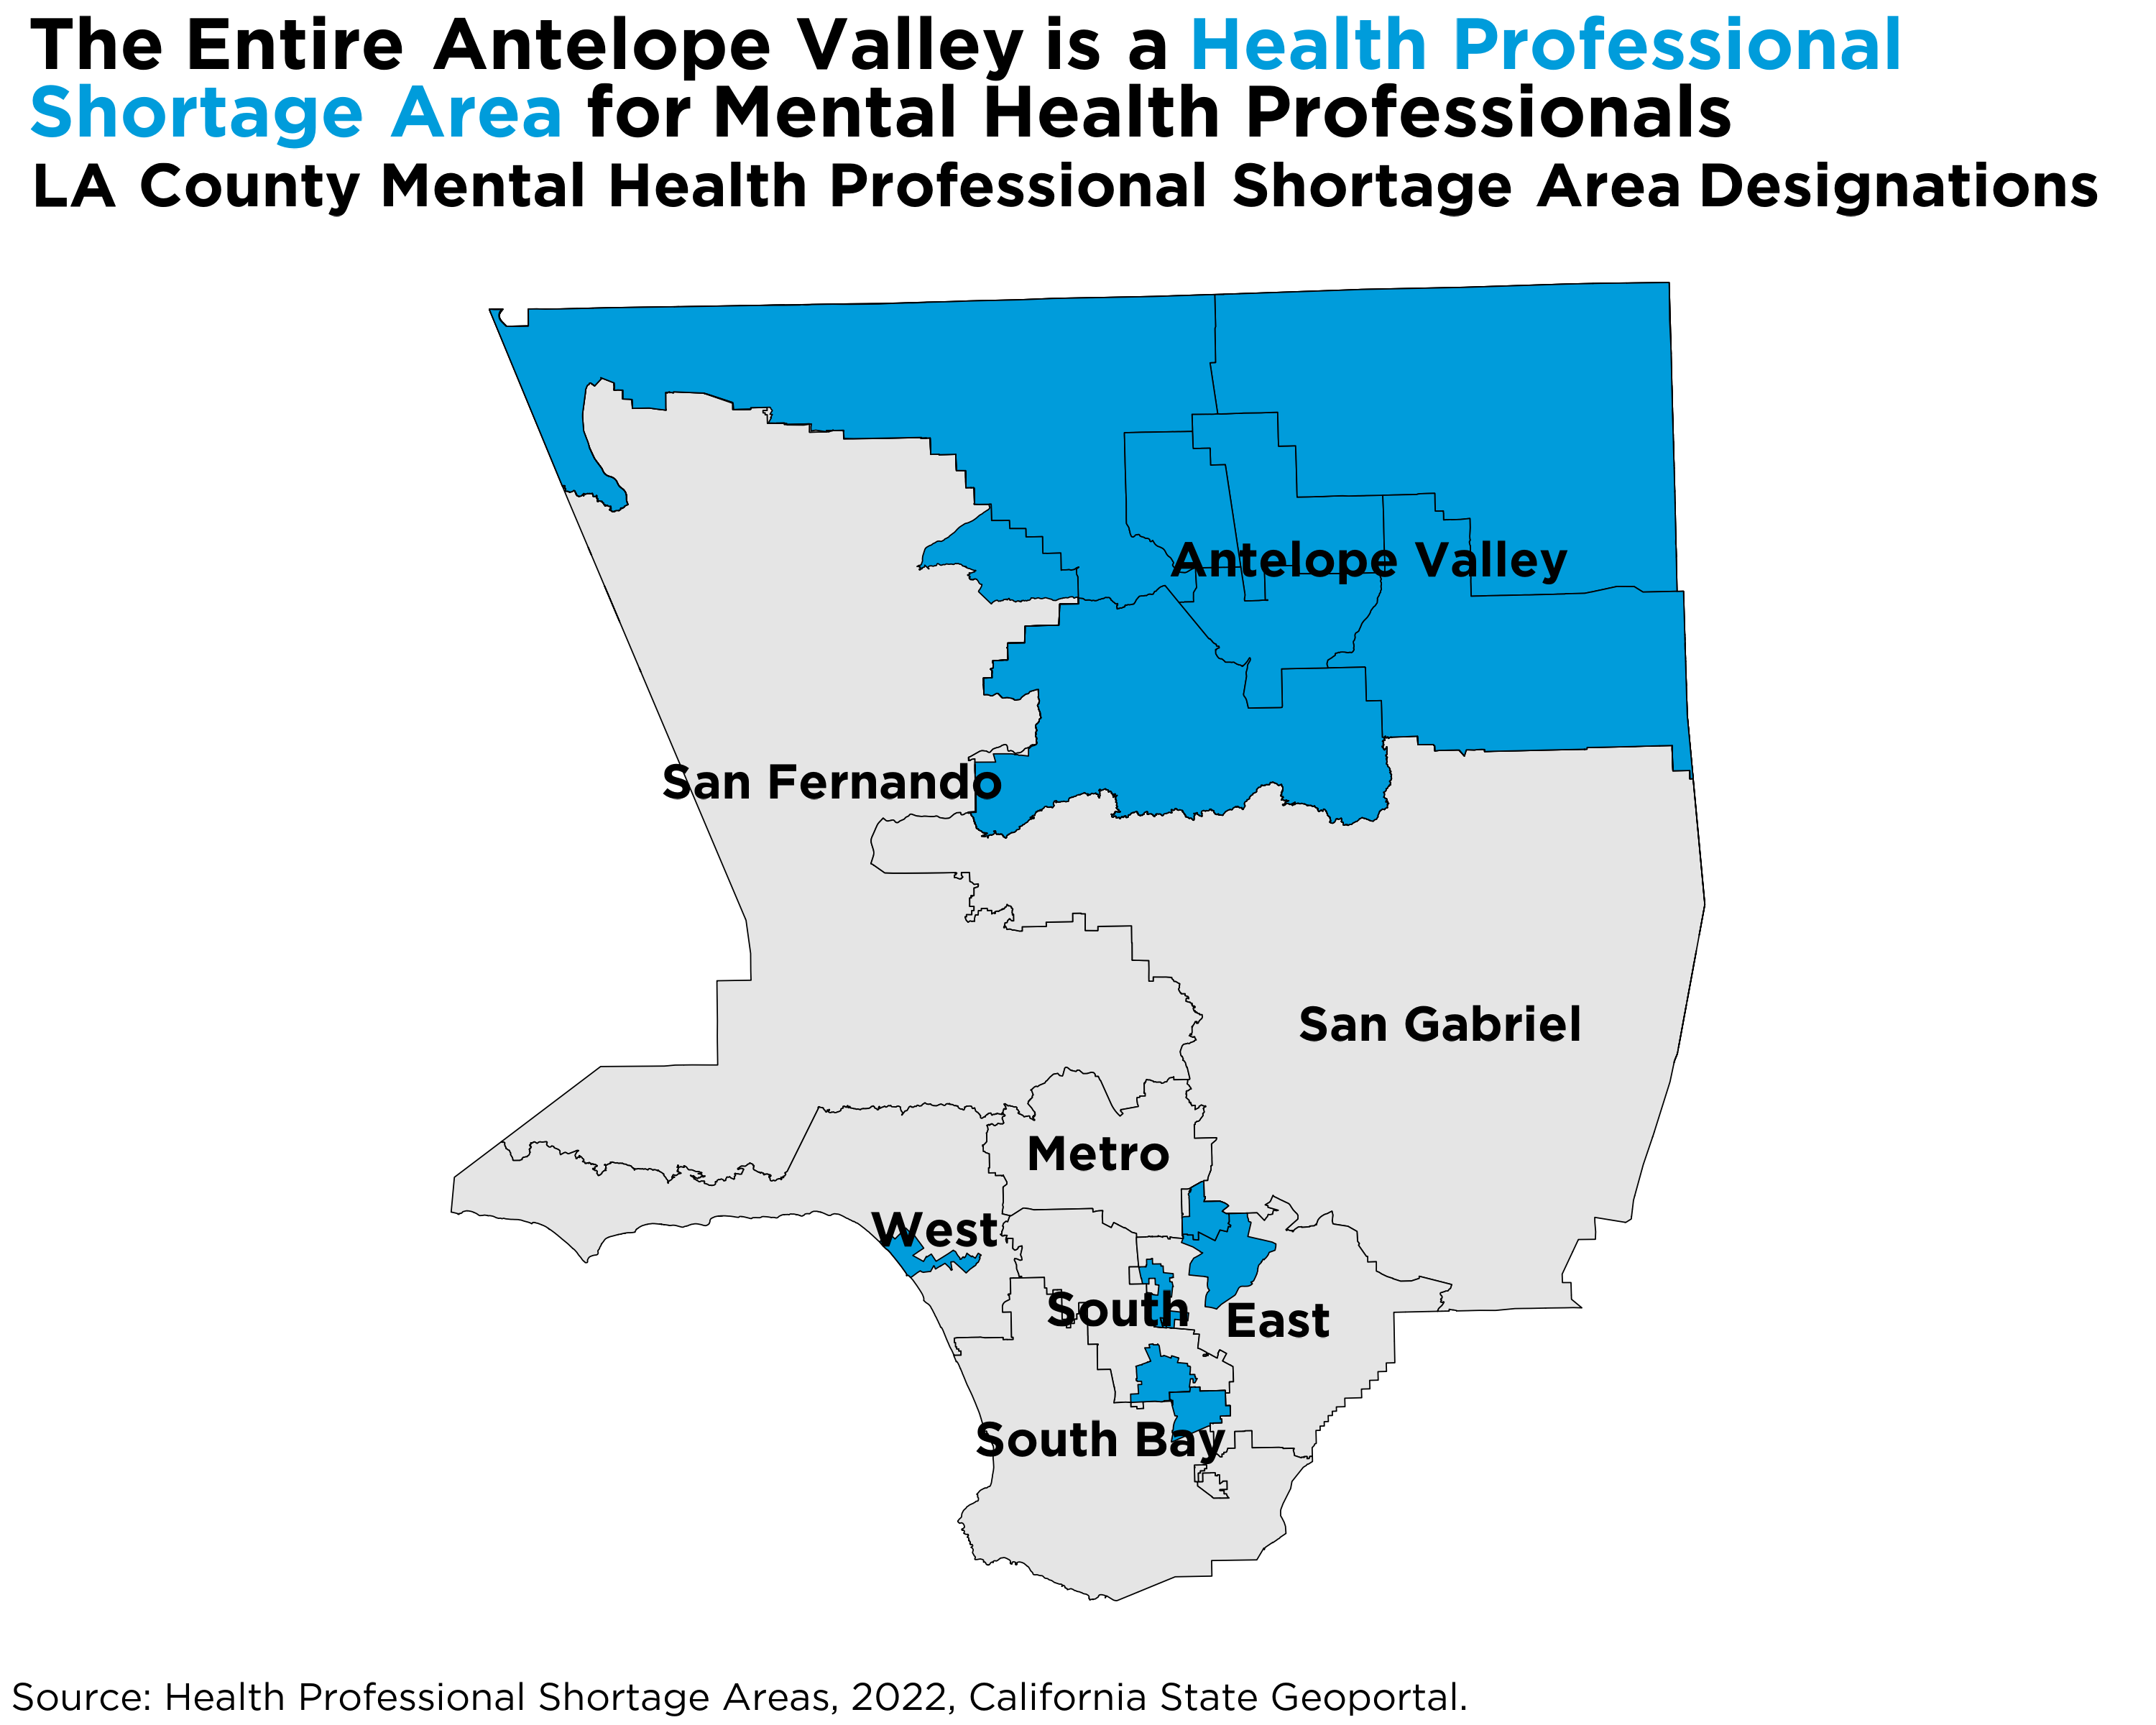 The Entire Antelope Valley is a Health Professional
Shortage Area for Mental Health Professionals
LA County Mental Health Professional Shortage Area Designations
Antelope Valley
San Fernando
San Gabriel
Metro
West
South
East
South Bay
Source: Health Professional Shortage Areas, 2022, California State Geoportal.